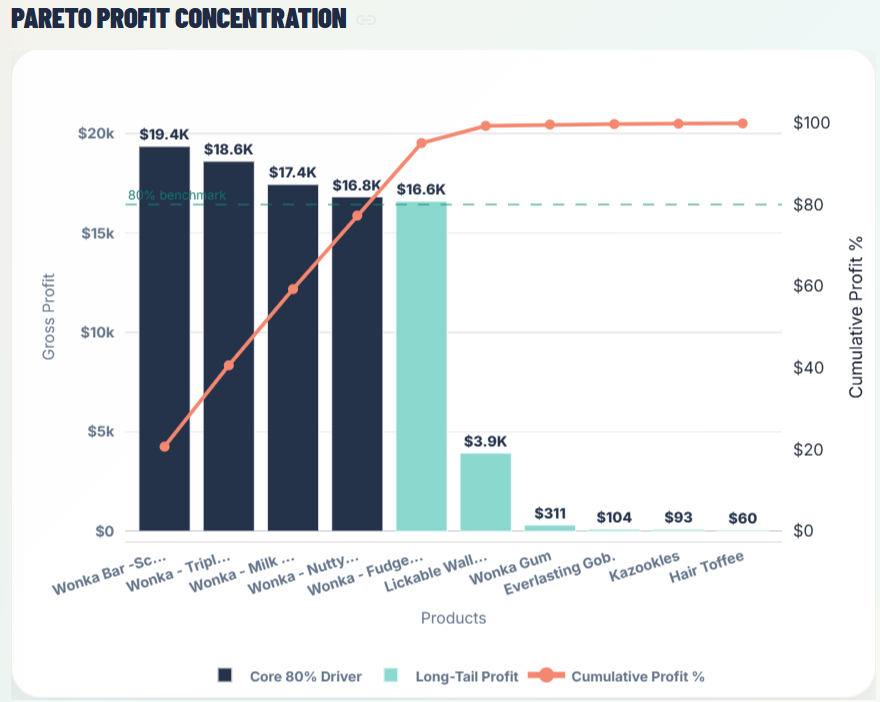 PARETO PROFIT CONCENTRATION
$20k
$15k
$10k
$5k
$0
Gross Profit
$19.4K
$18.6K
$17.4K
$16.8K
$16.6K
$3.9K
$311
$104
$93
$60
80% benchmark
$100
$80
$60
$40
$20
$0
Cumulative Profit %
Wonka Bar -Sc...
Wonka - Tripl...
Wonka - Milk ...
Wonka - Nutty...
Wonka - Fudge...
Lickable Wall...
Wonka Gum
Everlasting Gob.
Kazookles
Hair Toffee
Products
Core 80% Driver
Long-Tail Profit
Cumulative Profit %